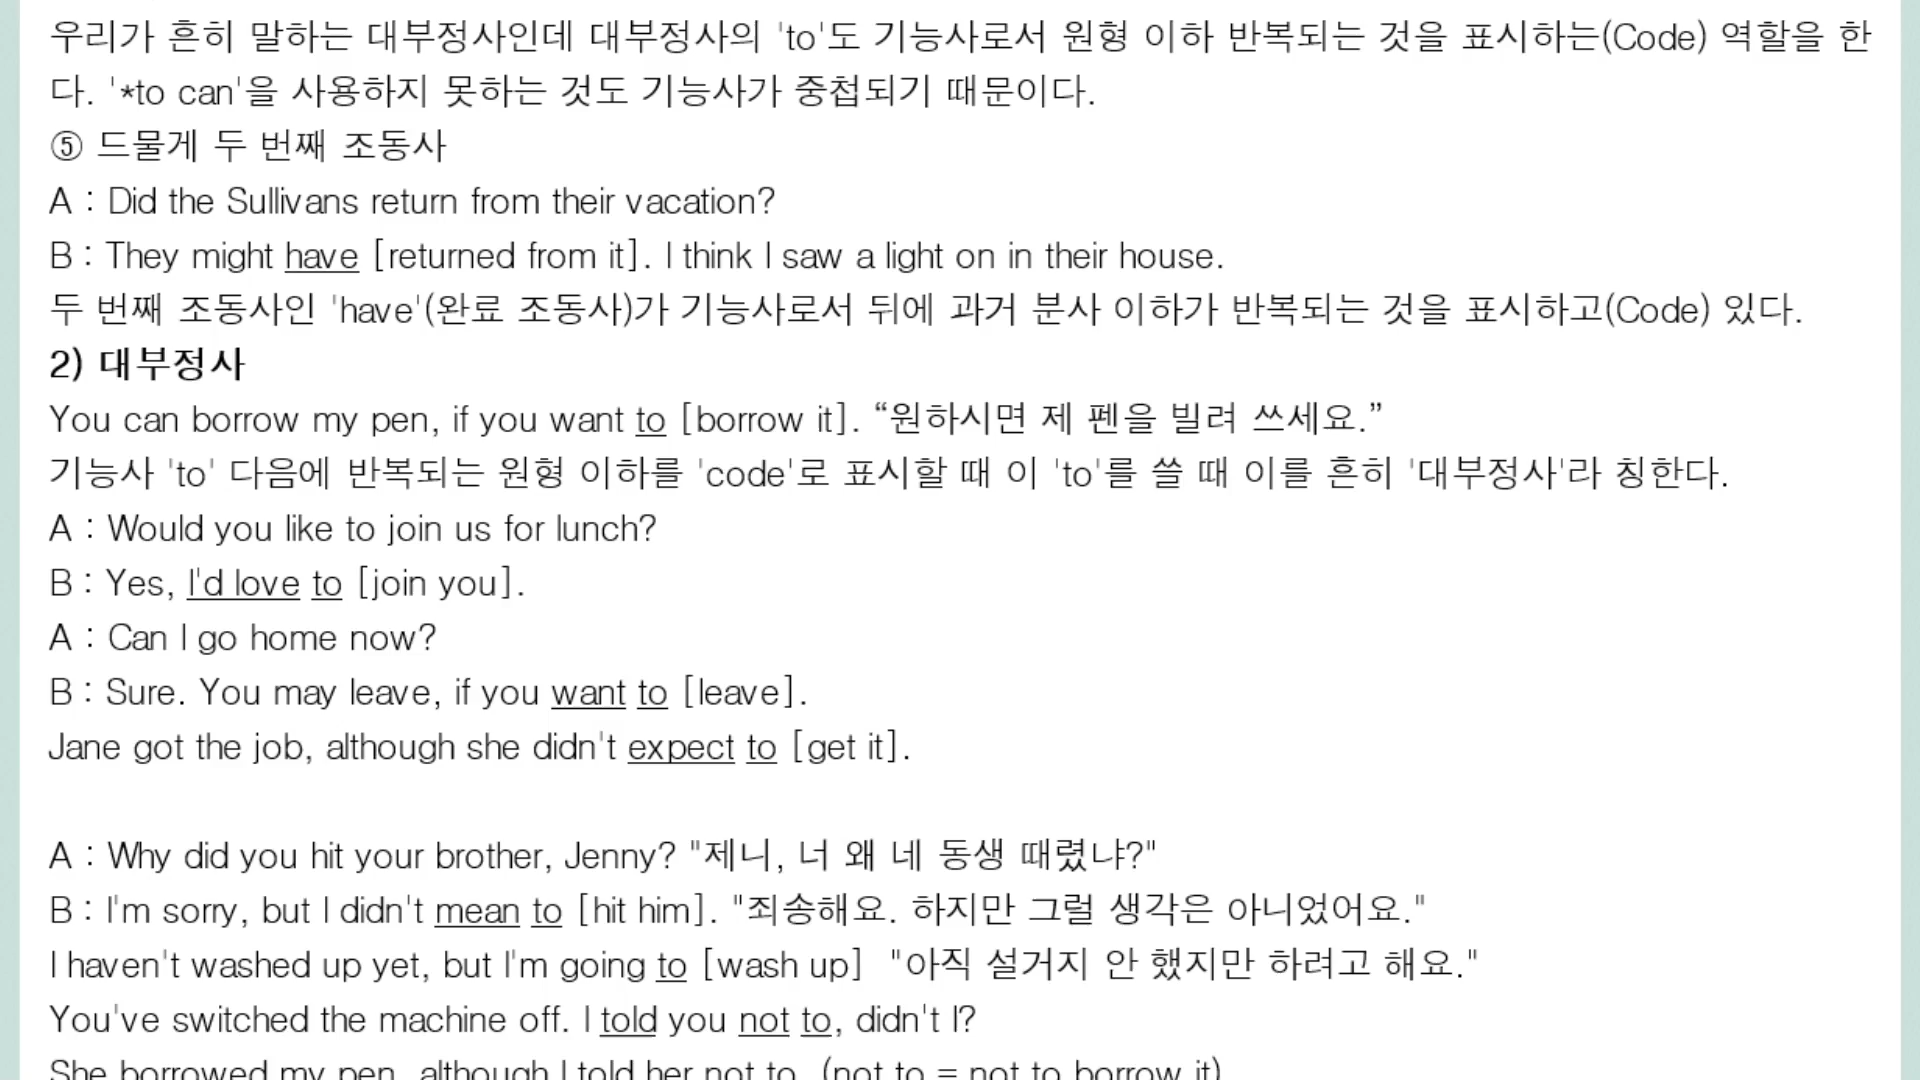 우리가 흔히 말하는 대부정사인데 대부정사의 'to'도 기능사로서 원형 이하 반복되는 것을 표시하는(Code) 역할을 한
다. '*to can'을 사용하지 못하는 것도 기능사가 중첩되기 때문이다.
⑤ 드물게 두 번째 조동사
A : Did the Sullivans return from their vacation?
B : They might have [returned from it]. I think I saw a light on in their house.
두 번째 조동사인 'have'(완료 조동사)가 기능사로서 뒤에 과거 분사 이하가 반복되는 것을 표시하고(Code) 있다.
2) 대부정사
You can borrow my pen, if you want to [borrow it]. “원하시면 제 펜을 빌려 쓰세요.”
기능사 'to' 다음에 반복되는 원형 이하를 'code'로 표시할 때 이 'to'를 쓸 때 이를 흔히 '대부정사'라 칭한다.
A : Would you like to join us for lunch?
B : Yes, I'd love to [join you].
A : Can I go home now?
B : Sure. You may leave, if you want to [leave].
Jane got the job, although she didn't expect to [get it].
A : Why did you hit your brother, Jenny? "제니, 너 왜 네 동생 때렸냐?"
B : I'm sorry, but I didn't mean to [hit him]. "죄송해요. 하지만 그럴 생각은 아니었어요."
I haven't washed up yet, but I'm going to [wash up] "아직 설거지 안 했지만 하려고 해요."
You've switched the machine off. I told you not to, didn't I?
She borrowed my pen, although I told her not to. (not to = not to borrow it)